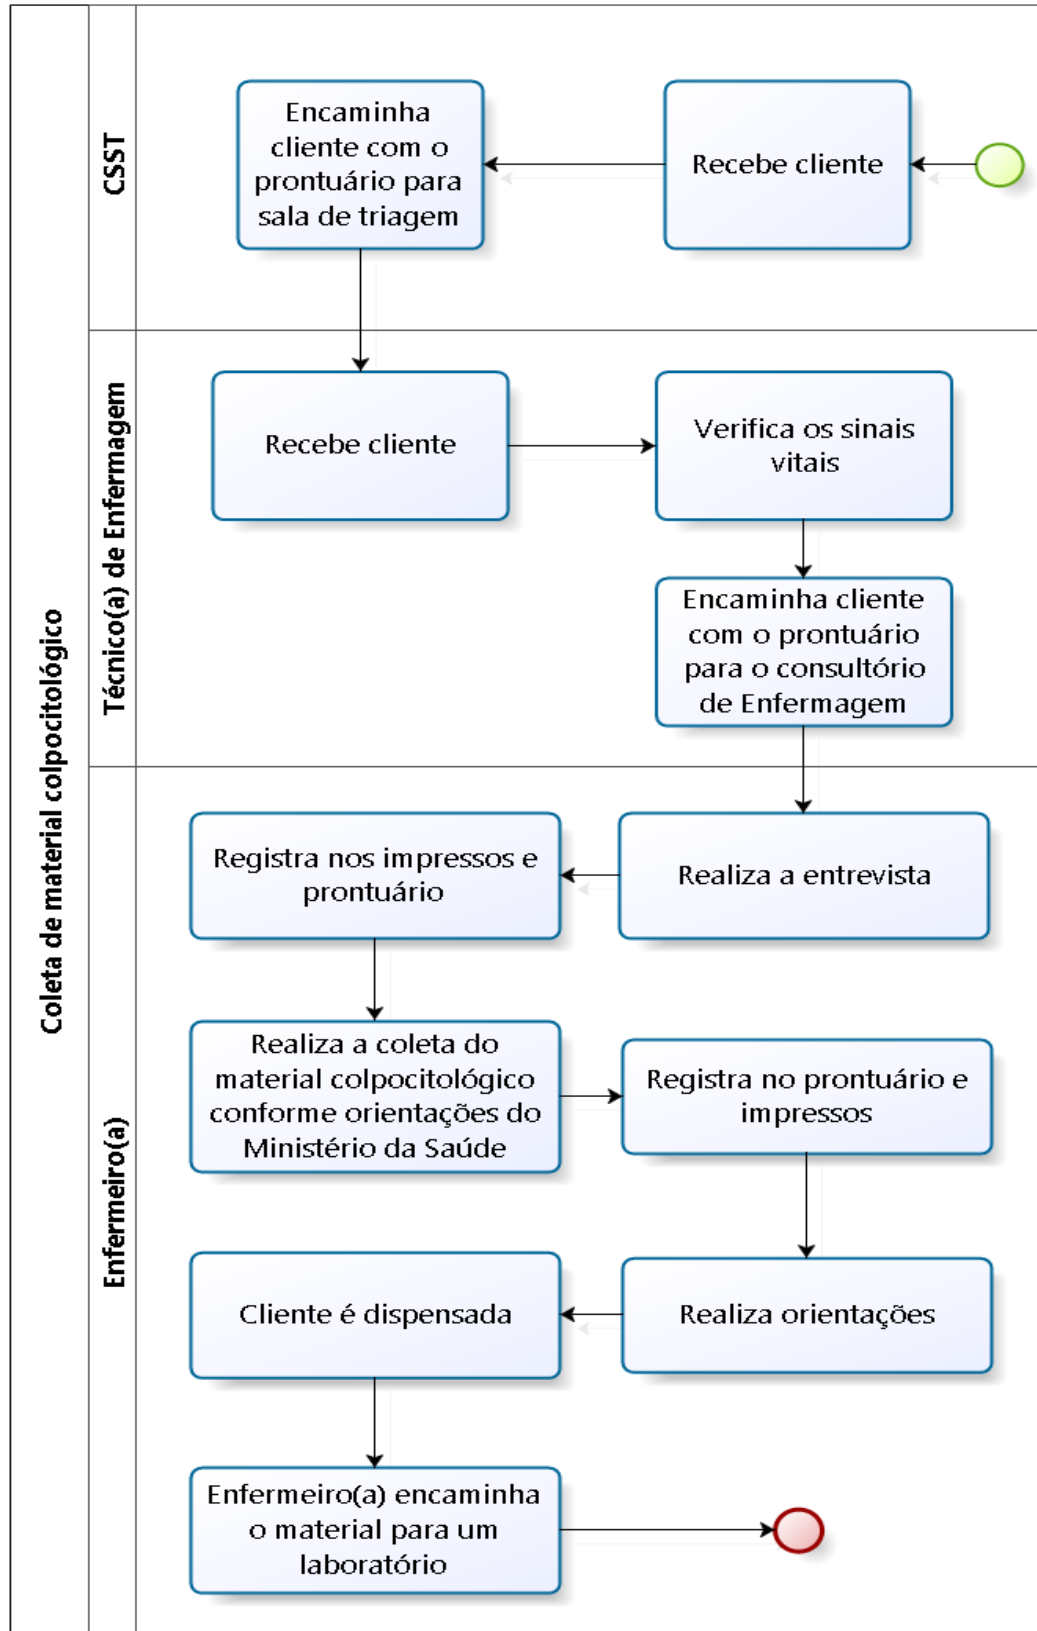 Coleta de material colpocitológico
CSST
Recebe cliente
Encaminha
cliente com o
prontuário para
sala de triagem
Técnico(a) de Enfermagem
Recebe cliente
Verifica os sinais
vitais
Encaminha cliente
com o prontuário
para o consultório
de Enfermagem
Enfermeiro(a)
Realiza a entrevista
Registra nos impressos e
prontuário
Realiza a coleta do
material colpocitológico
conforme orientações do
Ministério da Saúde
Registra no prontuário e
impressos
Realiza orientações
Cliente é dispensada
Enfermeiro(a) encaminha
o material para um
laboratório